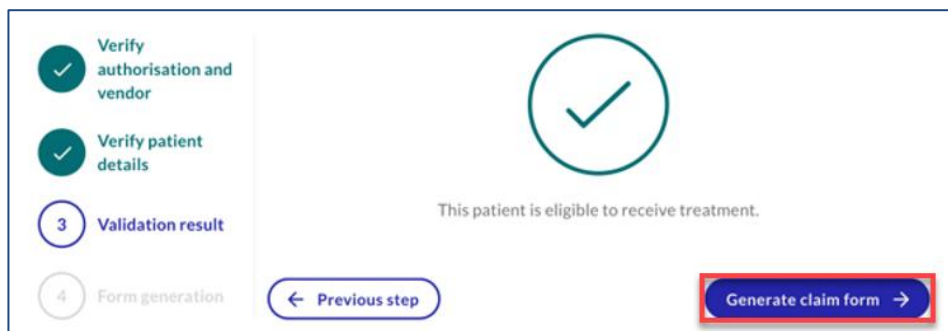 Verify
authorisation and
vendor
Verify patient
details
3 Validation result
4 Form generation
This patient is eligible to receive treatment.
← Previous step
Generate claim form →